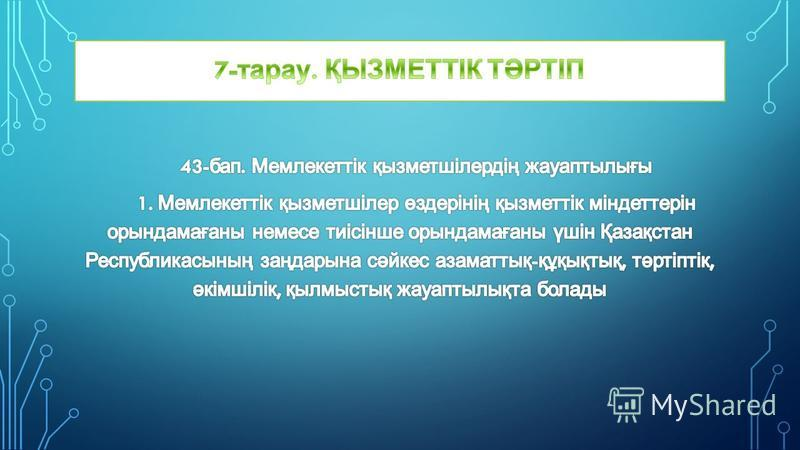 7-тарау. ҚЫЗМЕТТІК ТӘРТІП
43-бап. Мемлекеттік қызметшілердің жауаптылығы
1. Мемлекеттік қызметшілер өздерінің қызметтік міндеттерін
орындамағаны немесе тиісінше орындамағаны үшін Қазақстан
Республикасының заңдарына сәйкес азаматтық-құқықтық, тәртіптік,
әкімшілік, қылмыстық жауаптылықта болады
MyShared